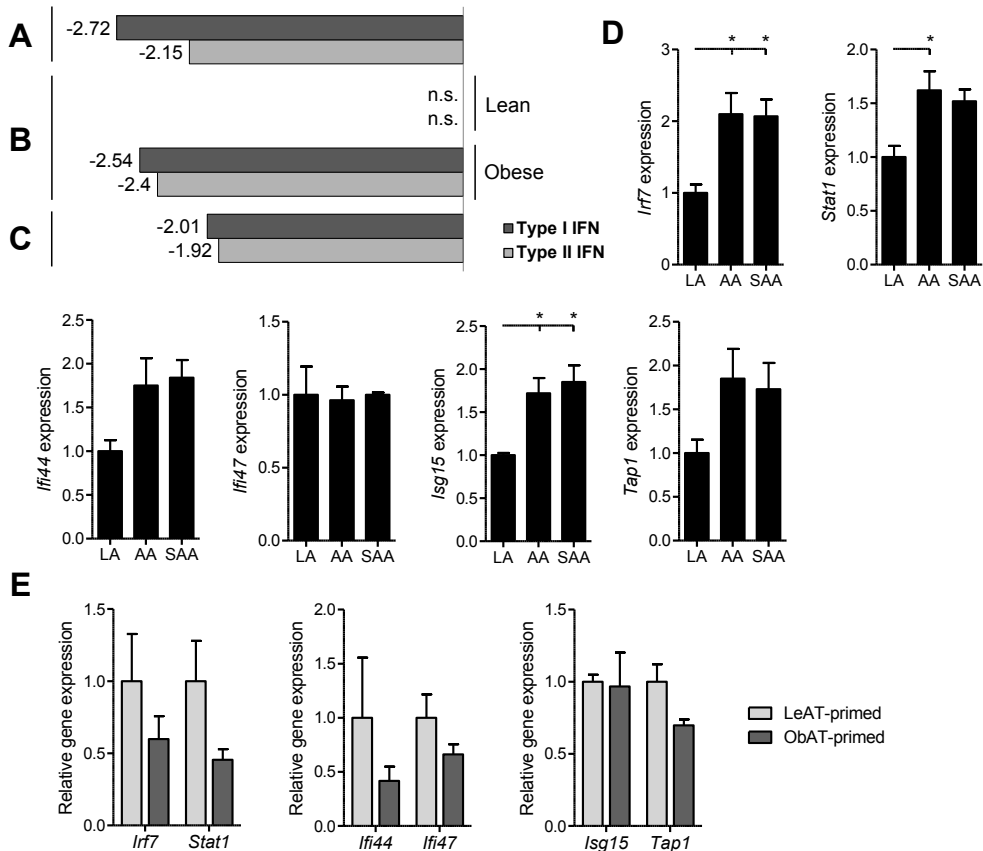 A
-2.72
-2.15
B
n.s.
n.s.
Lean
-2.54
-2.4
Obese
C
-2.01
-1.92
Type I IFN
Type II IFN
D
Irf7 expression
3
2
1
0
* *
LA AA SAA
Stat1 expression
2.0
1.5
1.0
0.5
0.0
*
LA AA SAA
Ifi44 expression
2.5
2.0
1.5
1.0
0.5
0.0
LA AA SAA
Ifi47 expression
1.5
1.0
0.5
0.0
LA AA SAA
Isg15 expression
2.5
2.0
1.5
1.0
0.5
0.0
* *
LA AA SAA
Tap1 expression
2.5
2.0
1.5
1.0
0.5
0.0
LA AA SAA
E
Relative gene expression
1.5
1.0
0.5
0.0
Irf7 Stat1
Relative gene expression
2.0
1.5
1.0
0.5
0.0
Ifi44 Ifi47
Relative gene expression
1.5
1.0
0.5
0.0
Isg15 Tap1
LeAT-primed
ObAT-primed